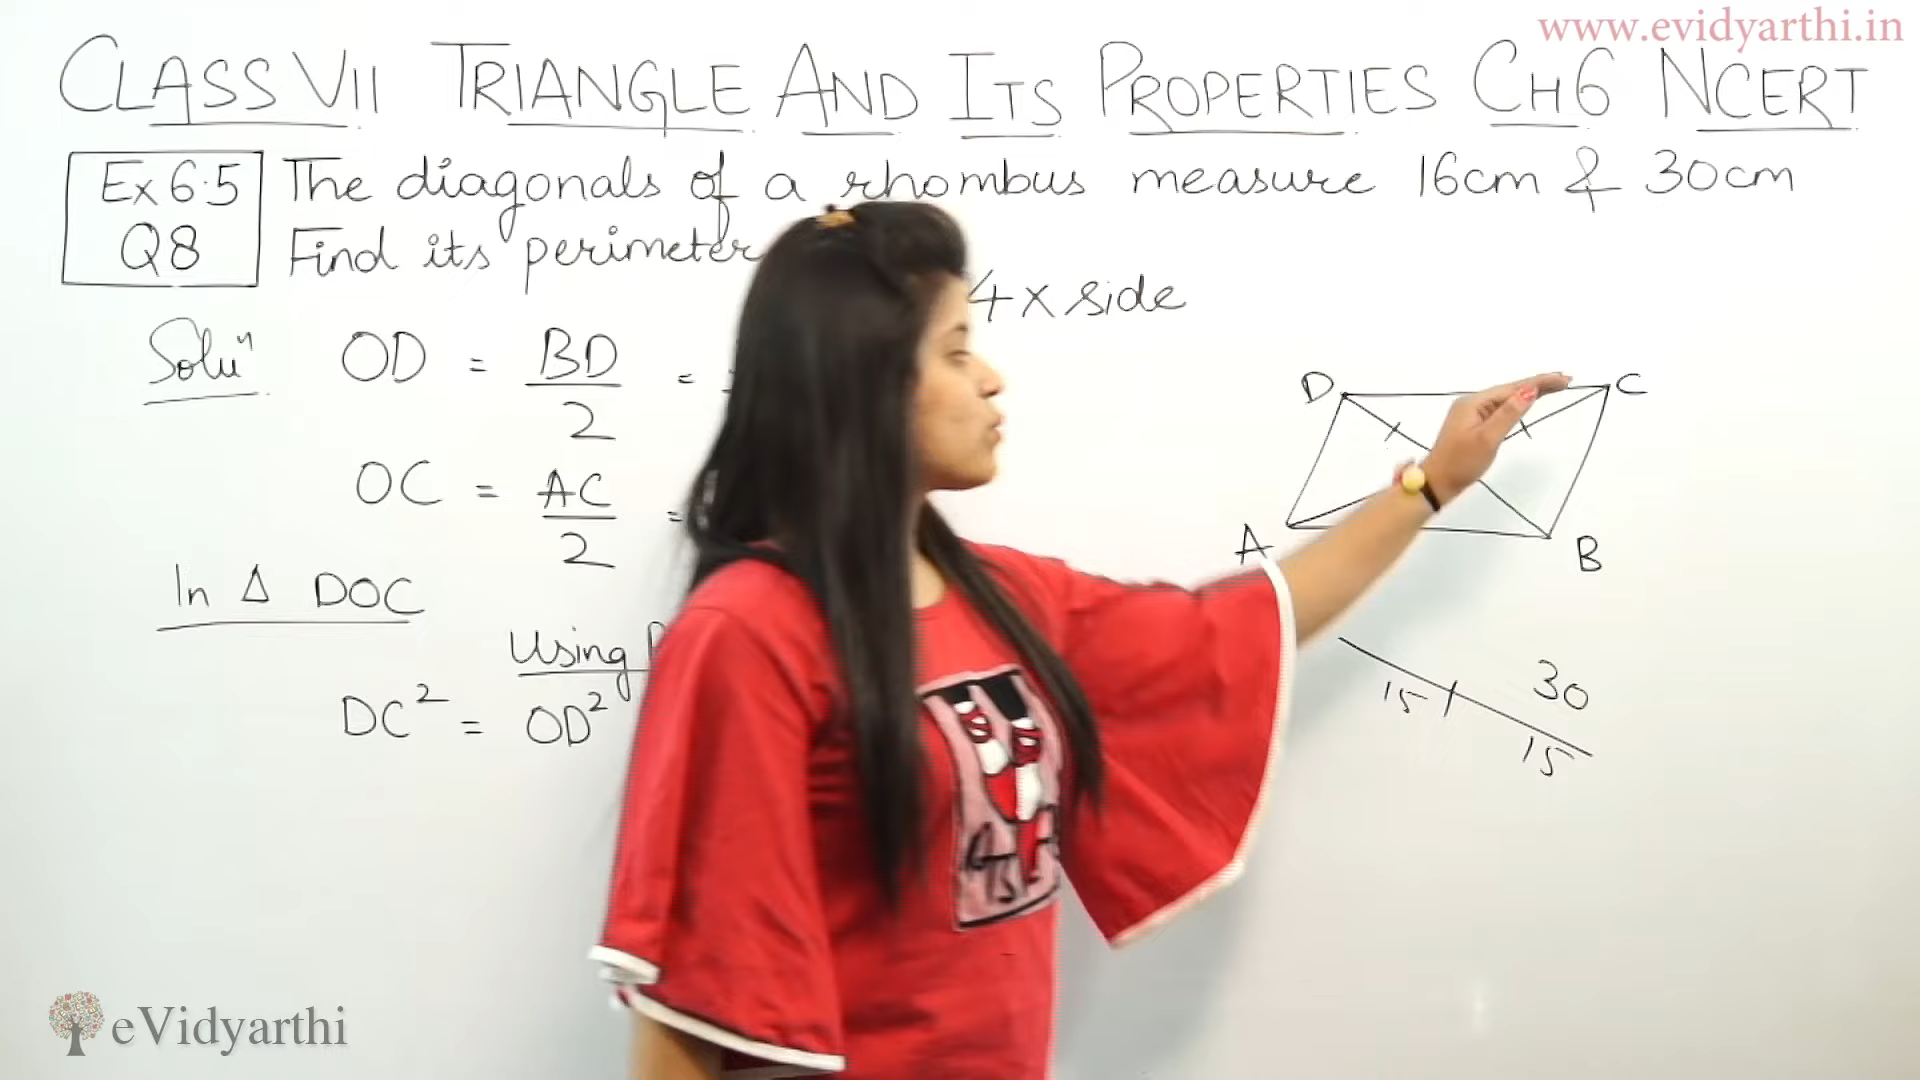 www.evidyarthi.in
CLASS VII TRIANGLE AND ITS PROPERTIES CH6 NCERT
Ex 6.5 The diagonals of a rhombus measure 16cm & 30cm
Q8 Find its perimeter
4 x side
Soluⁿ OD = BD/2 =
OC = AC/2 =
In Δ DOC
Using
DC² = OD²
D C
A B
30
15
15
eVidyarthi